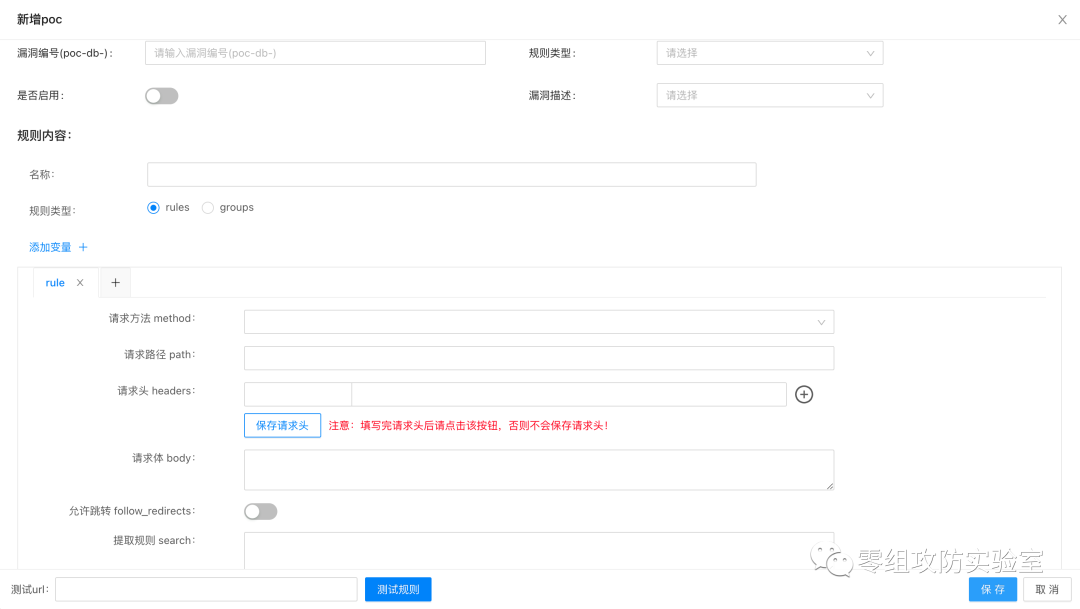 新增poc
漏洞编号(poc-db-)： 请输入漏洞编号(poc-db-) 规则类型： 请选择
是否启用： 漏洞描述： 请选择
规则内容：
名称：
规则类型： rules groups
添加变量 +
rule × +
请求方法 method：
请求路径 path：
请求头 headers：
保存请求头 注意：填写完请求头后请点击该按钮，否则不会保存请求头！
请求体 body：
允许跳转 follow_redirects：
提取规则 search：
零组攻防实验室
测试url： 测试规则 保 存 取 消